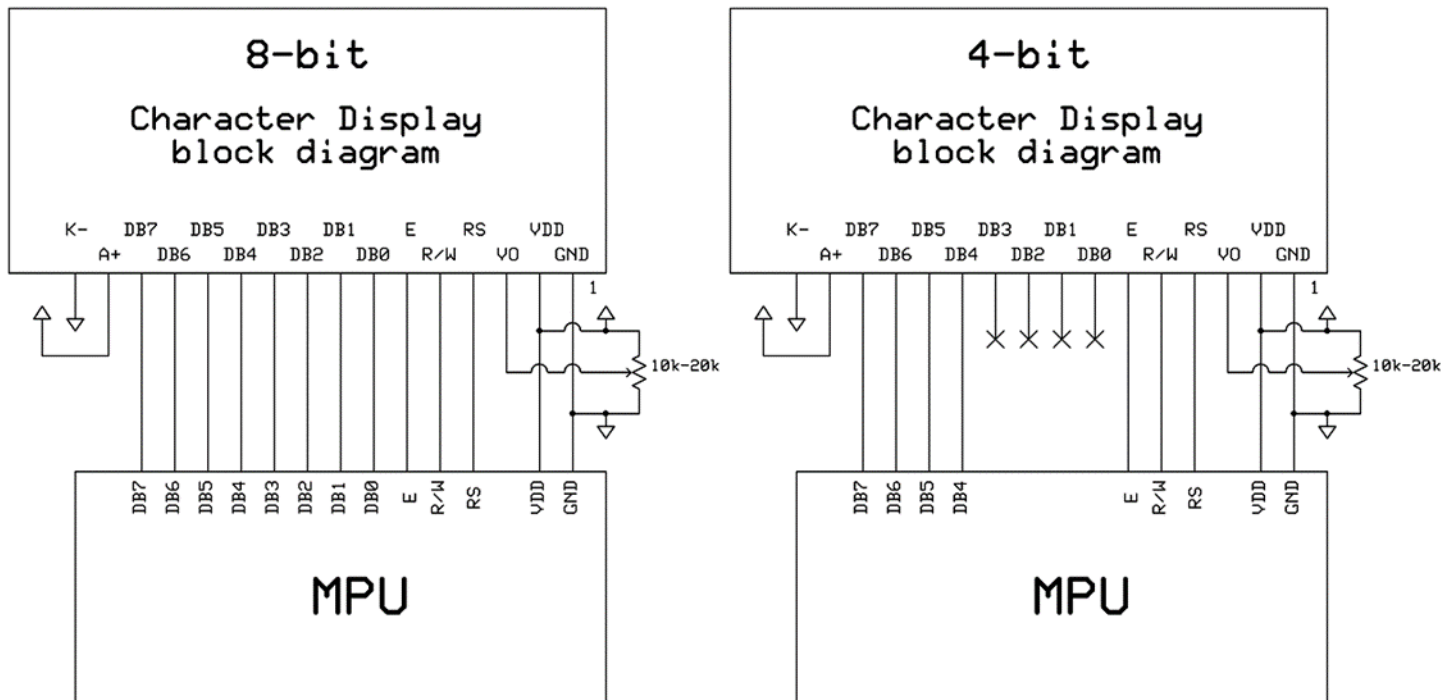 8-bit
Character Display
block diagram
K- DB7 DB5 DB3 DB1 E RS VDD
A+ DB6 DB4 DB2 DB0 R/W VO GND
1
10k-20k
DB7 DB6 DB5 DB4 DB3 DB2 DB1 DB0 E R/W RS VDD GND
MPU
4-bit
Character Display
block diagram
K- DB7 DB5 DB3 DB1 E RS VDD
A+ DB6 DB4 DB2 DB0 R/W VO GND
1
10k-20k
DB7 DB6 DB5 DB4 E R/W RS VDD GND
MPU